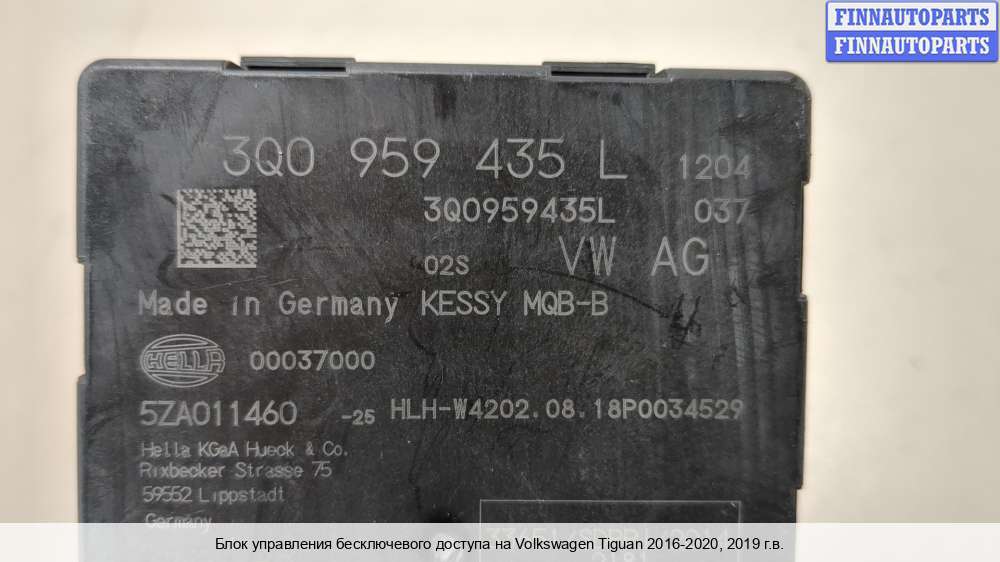 FINNAUTOPARTS
FINNAUTOPARTS
3Q0 959 435 L 1204
3Q0959435L 037
02S VW AG
Made in Germany KESSY MQB-B
HELLA 00037000
5ZA011460 -25 HLH-W4202.08.18P0034529
Hella KGaA Hueck & Co.
Rixbecker Strasse 75
59552 Lippstadt
Germany
Блок управления бесключевого доступа на Volkswagen Tiguan 2016-2020, 2019 г.в.